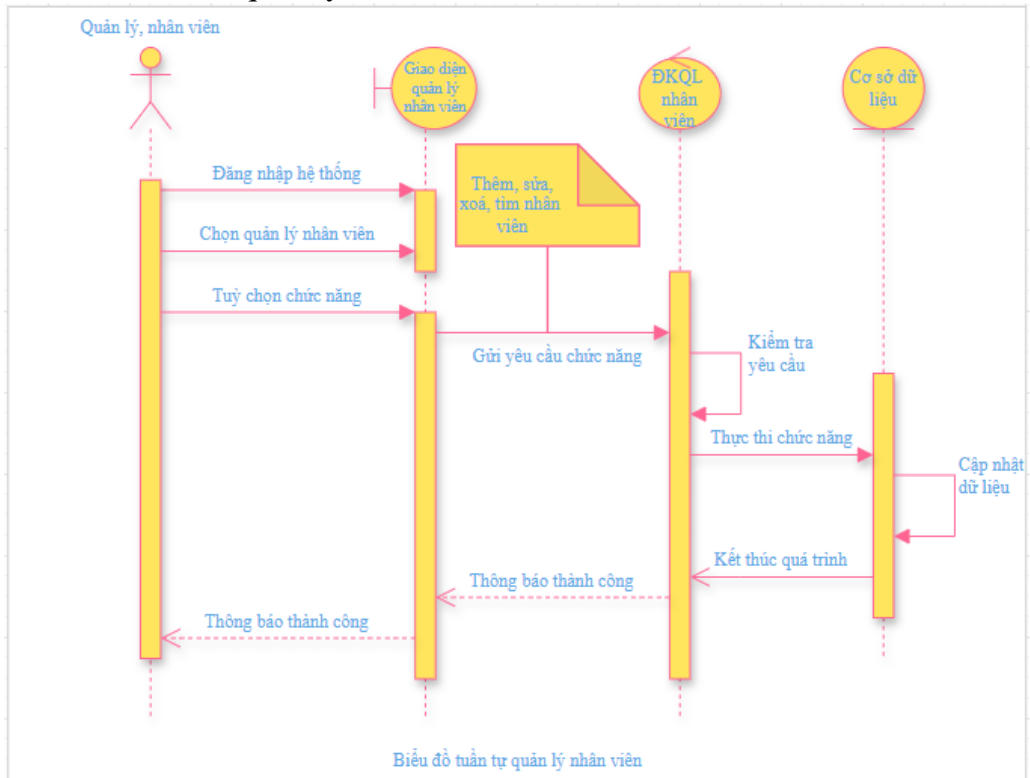 Quản lý, nhân viên
Giao diện
quản lý
nhân viên
ĐKQL
nhân
viên
Cơ sở dữ
liệu
Đăng nhập hệ thống
Thêm, sửa,
xoá, tìm nhân
viên
Chọn quản lý nhân viên
Tuỳ chọn chức năng
Gửi yêu cầu chức năng
Kiểm tra
yêu cầu
Thực thi chức năng
Cập nhật
dữ liệu
Kết thúc quá trình
Thông báo thành công
Thông báo thành công
Biểu đồ tuần tự quản lý nhân viên